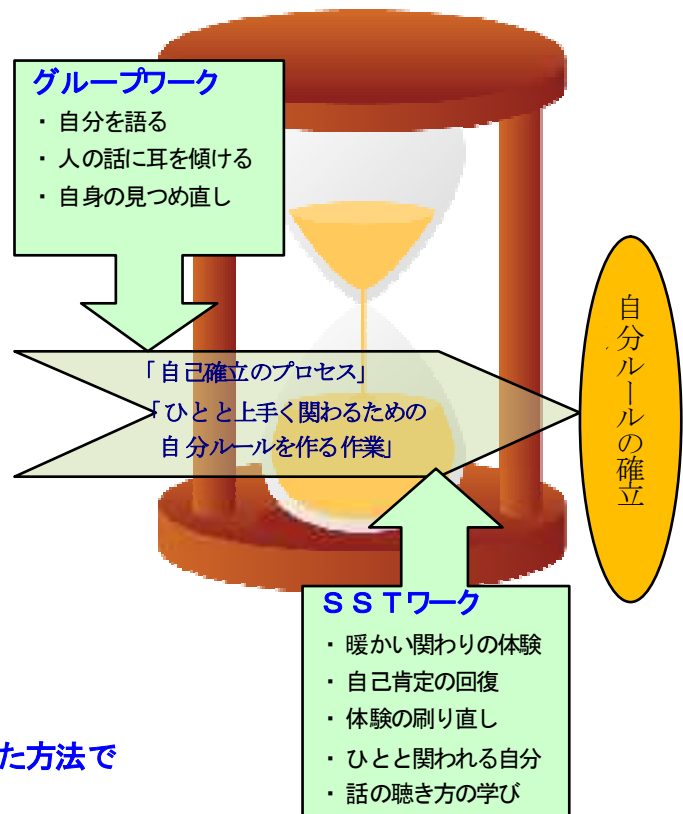 グループワーク
・ 自分を語る
・ 人の話に耳を傾ける
・ 自身の見つめ直し
「自己確立のプロセス」
「ひとと上手く関わるための
自分ルールを作る作業」
自分ルールの確立
ＳＳＴワーク
・ 暖かい関わりの体験
・ 自己肯定の回復
・ 体験の刷り直し
・ ひとと関われる自分
・ 話の聴き方の学び
た方法で